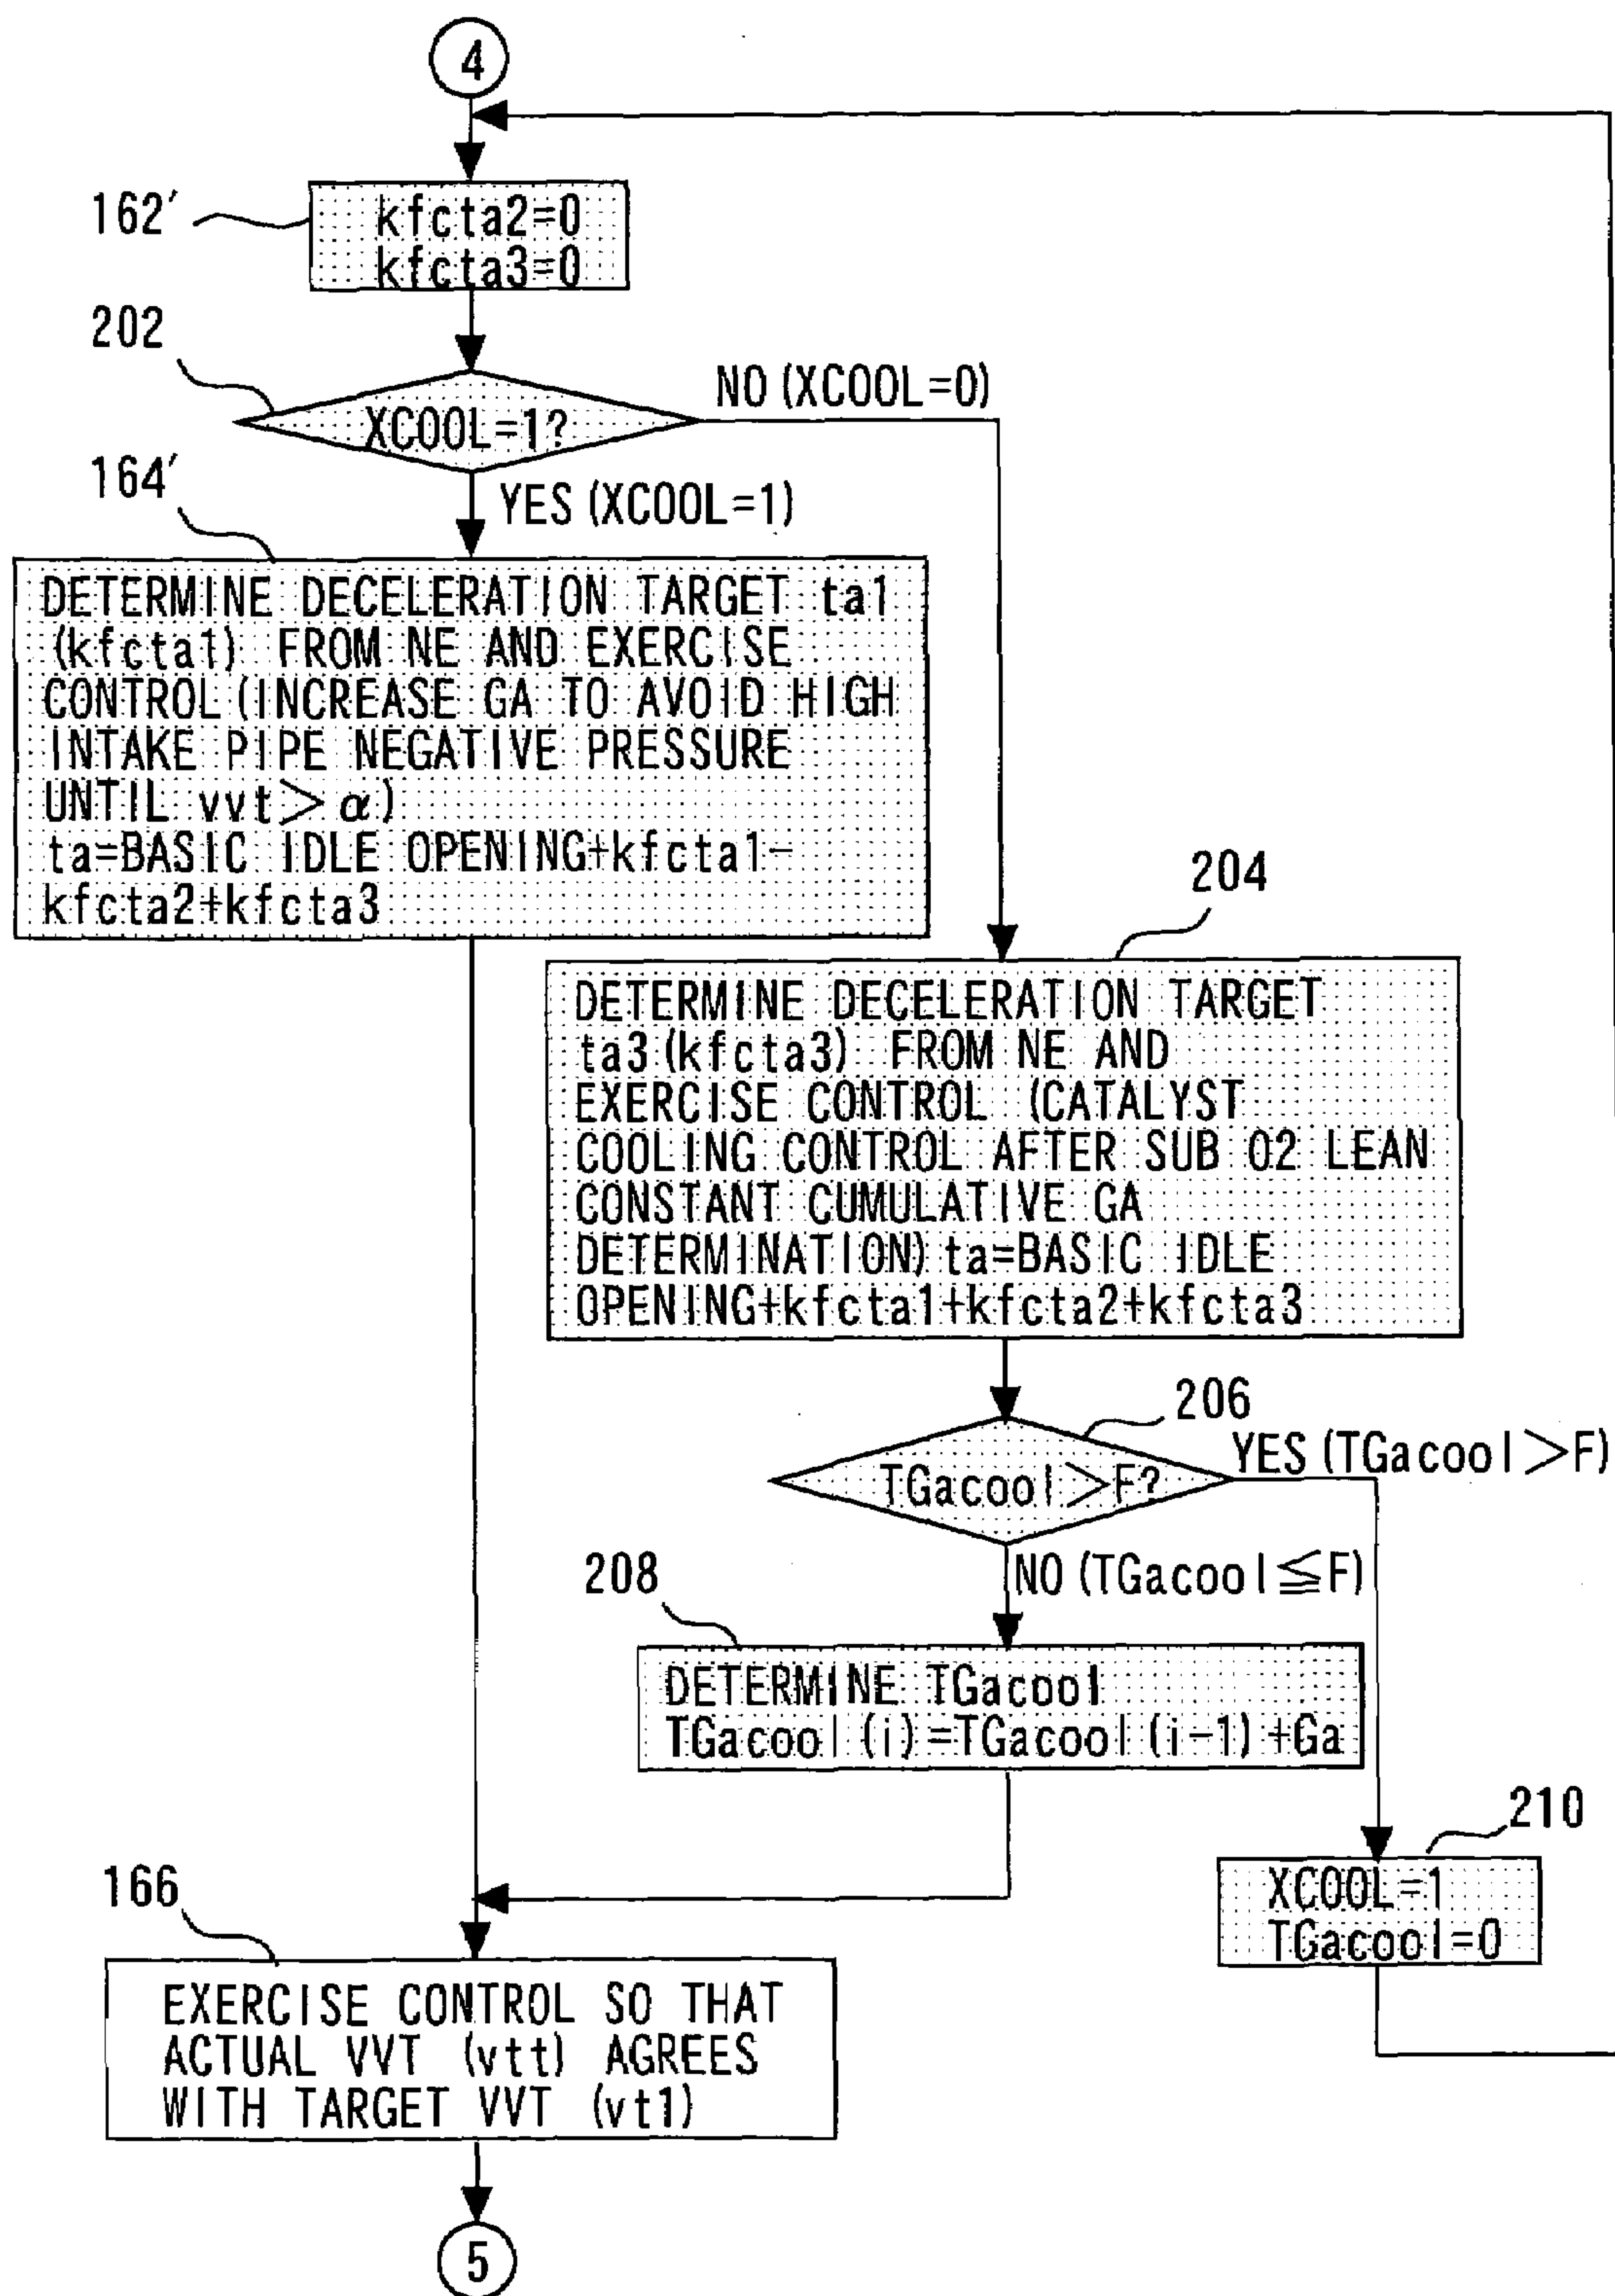 4
162′
kfcta2=0
kfcta3=0
202
XCOOL=1?
NO (XCOOL=0)
164′
YES (XCOOL=1)
DETERMINE DECELERATION TARGET ta1
(kfcta1) FROM NE AND EXERCISE
CONTROL (INCREASE GA TO AVOID HIGH
INTAKE PIPE NEGATIVE PRESSURE
UNTIL vvt>α)
ta=BASIC IDLE OPENING+kfcta1-
kfcta2+kfcta3
204
DETERMINE DECELERATION TARGET
ta3 (kfcta3) FROM NE AND
EXERCISE CONTROL (CATALYST
COOLING CONTROL AFTER SUB O2 LEAN
CONSTANT CUMULATIVE GA
DETERMINATION) ta=BASIC IDLE
OPENING+kfcta1+kfcta2+kfcta3
206
TGacool>F?
YES (TGacool>F)
NO (TGacool≦F)
208
DETERMINE TGacool
TGacool (i)=TGacool (i-1)+Ga
210
XCOOL=1
TGacool=0
166
EXERCISE CONTROL SO THAT
ACTUAL VVT (vtt) AGREES
WITH TARGET VVT (vt1)
5